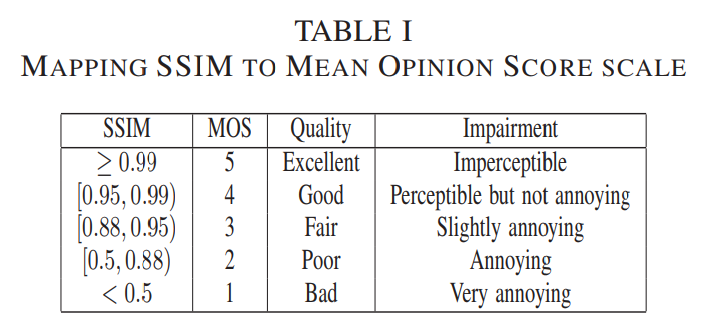 TABLE I
MAPPING SSIM TO MEAN OPINION SCORE SCALE
SSIM MOS Quality Impairment
≥ 0.99 5 Excellent Imperceptible
[0.95, 0.99) 4 Good Perceptible but not annoying
[0.88, 0.95) 3 Fair Slightly annoying
[0.5, 0.88) 2 Poor Annoying
< 0.5 1 Bad Very annoying